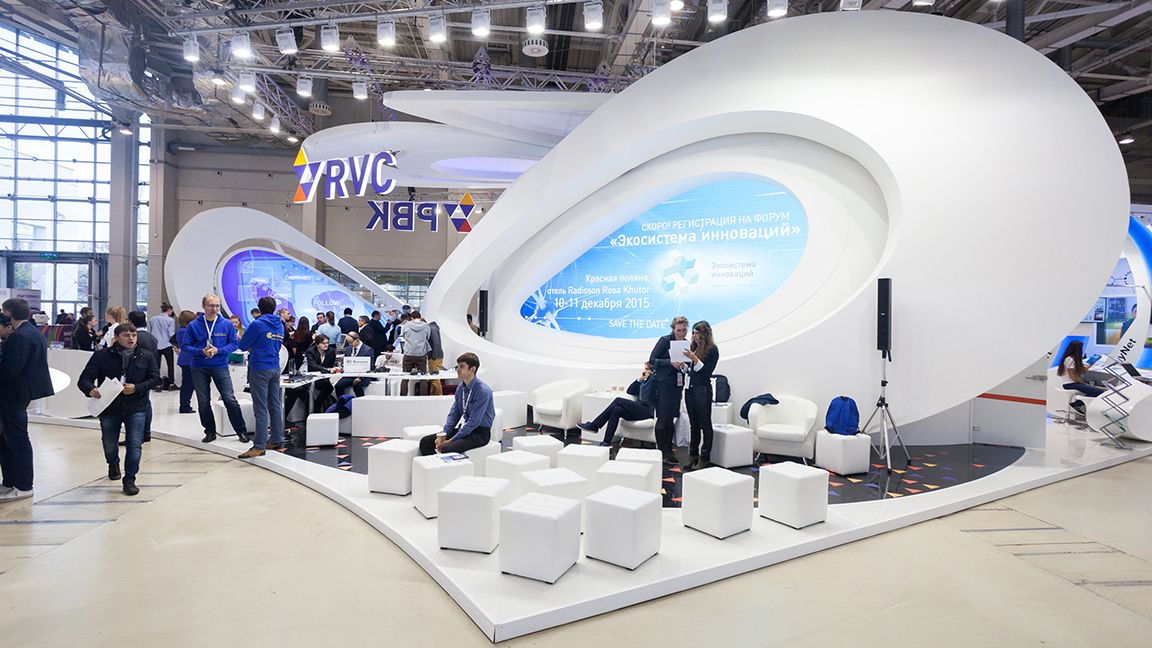 RVC
РВК
СКОРО! РЕГИСТРАЦИЯ НА ФОРУМ
«Экосистема инноваций»
Экосистема
инноваций
Красная поляна,
отель Radisson Rosa Khutor
10-11 декабря 2015
SAVE THE DATE
FOLLOW
yNet